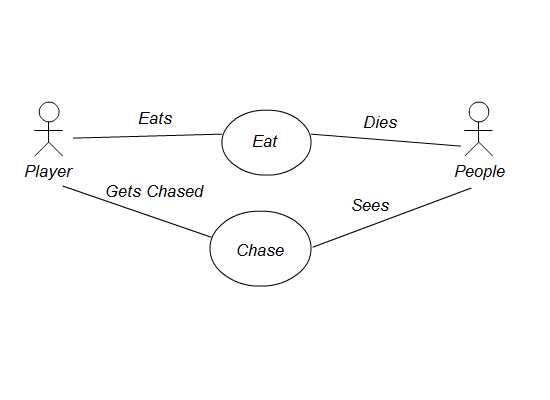 Eats
Dies
Eat
Player
People
Gets Chased
Sees
Chase